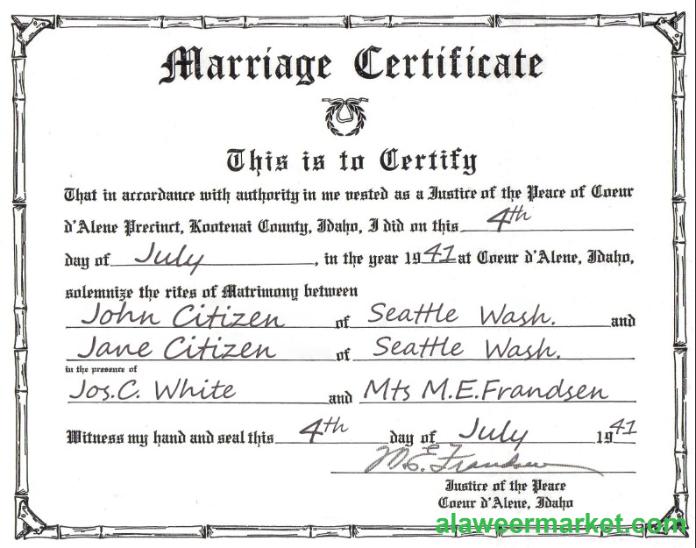 Marriage Certificate
This is to Certify
That in accordance with authority in me vested as a Justice of the Peace of Coeur
d'Alene Precinct, Kootenai County, Idaho, I did on this 4th
day of July, in the year 1941 at Coeur d'Alene, Idaho,
solemnize the rites of Matrimony between
John Citizen of Seattle Wash. and
Jane Citizen of Seattle Wash.
in the presence of
Jos.C. White and Mts M.E.Frandsen
Witness my hand and seal this 4th day of July 1941
M.E. Frandsen
Justice of the Peace
Coeur d'Alene, Idaho
alaweermarket.com